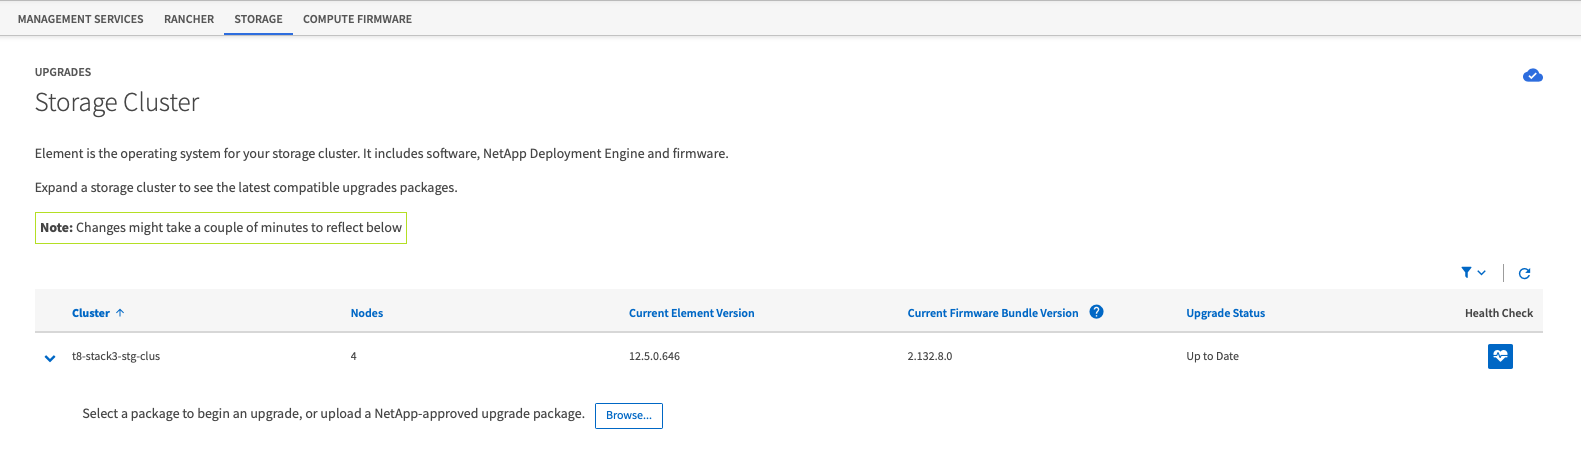 MANAGEMENT SERVICES RANCHER STORAGE COMPUTE FIRMWARE
UPGRADES
Storage Cluster
Element is the operating system for your storage cluster. It includes software, NetApp Deployment Engine and firmware.
Expand a storage cluster to see the latest compatible upgrades packages.
Note: Changes might take a couple of minutes to reflect below
Cluster Nodes Current Element Version Current Firmware Bundle Version ? Upgrade Status Health Check
t8-stack3-stg-clus 4 12.5.0.646 2.132.8.0 Up to Date
Select a package to begin an upgrade, or upload a NetApp-approved upgrade package. Browse...